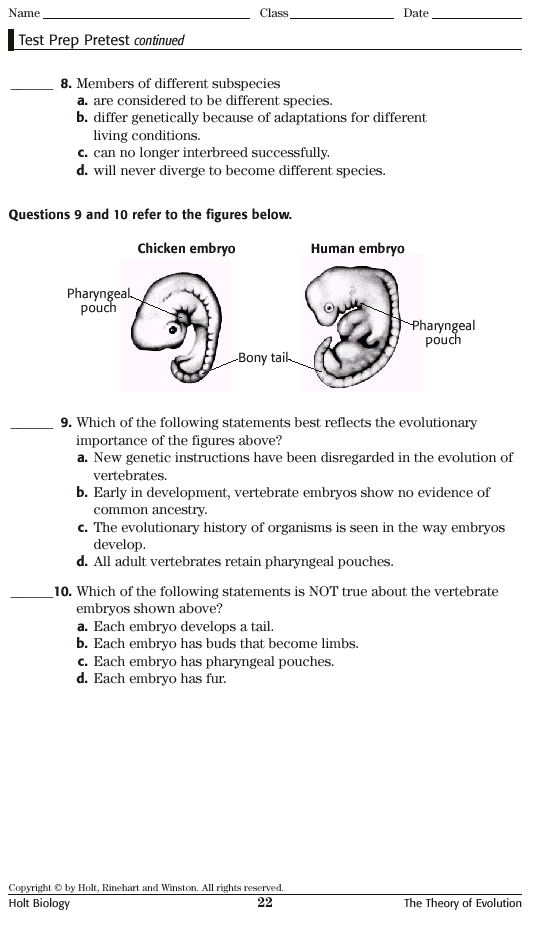 Name ____________ Class ____________ Date ____________
Test Prep Pretest continued
______ 8. Members of different subspecies
a. are considered to be different species.
b. differ genetically because of adaptations for different
living conditions.
c. can no longer interbreed successfully.
d. will never diverge to become different species.
Questions 9 and 10 refer to the figures below.
Chicken embryo Human embryo
Pharyngeal
pouch
Pharyngeal
pouch
Bony tail
______ 9. Which of the following statements best reflects the evolutionary
importance of the figures above?
a. New genetic instructions have been disregarded in the evolution of
vertebrates.
b. Early in development, vertebrate embryos show no evidence of
common ancestry.
c. The evolutionary history of organisms is seen in the way embryos
develop.
d. All adult vertebrates retain pharyngeal pouches.
______10. Which of the following statements is NOT true about the vertebrate
embryos shown above?
a. Each embryo develops a tail.
b. Each embryo has buds that become limbs.
c. Each embryo has pharyngeal pouches.
d. Each embryo has fur.
Copyright © by Holt, Rinehart and Winston. All rights reserved.
Holt Biology 22 The Theory of Evolution